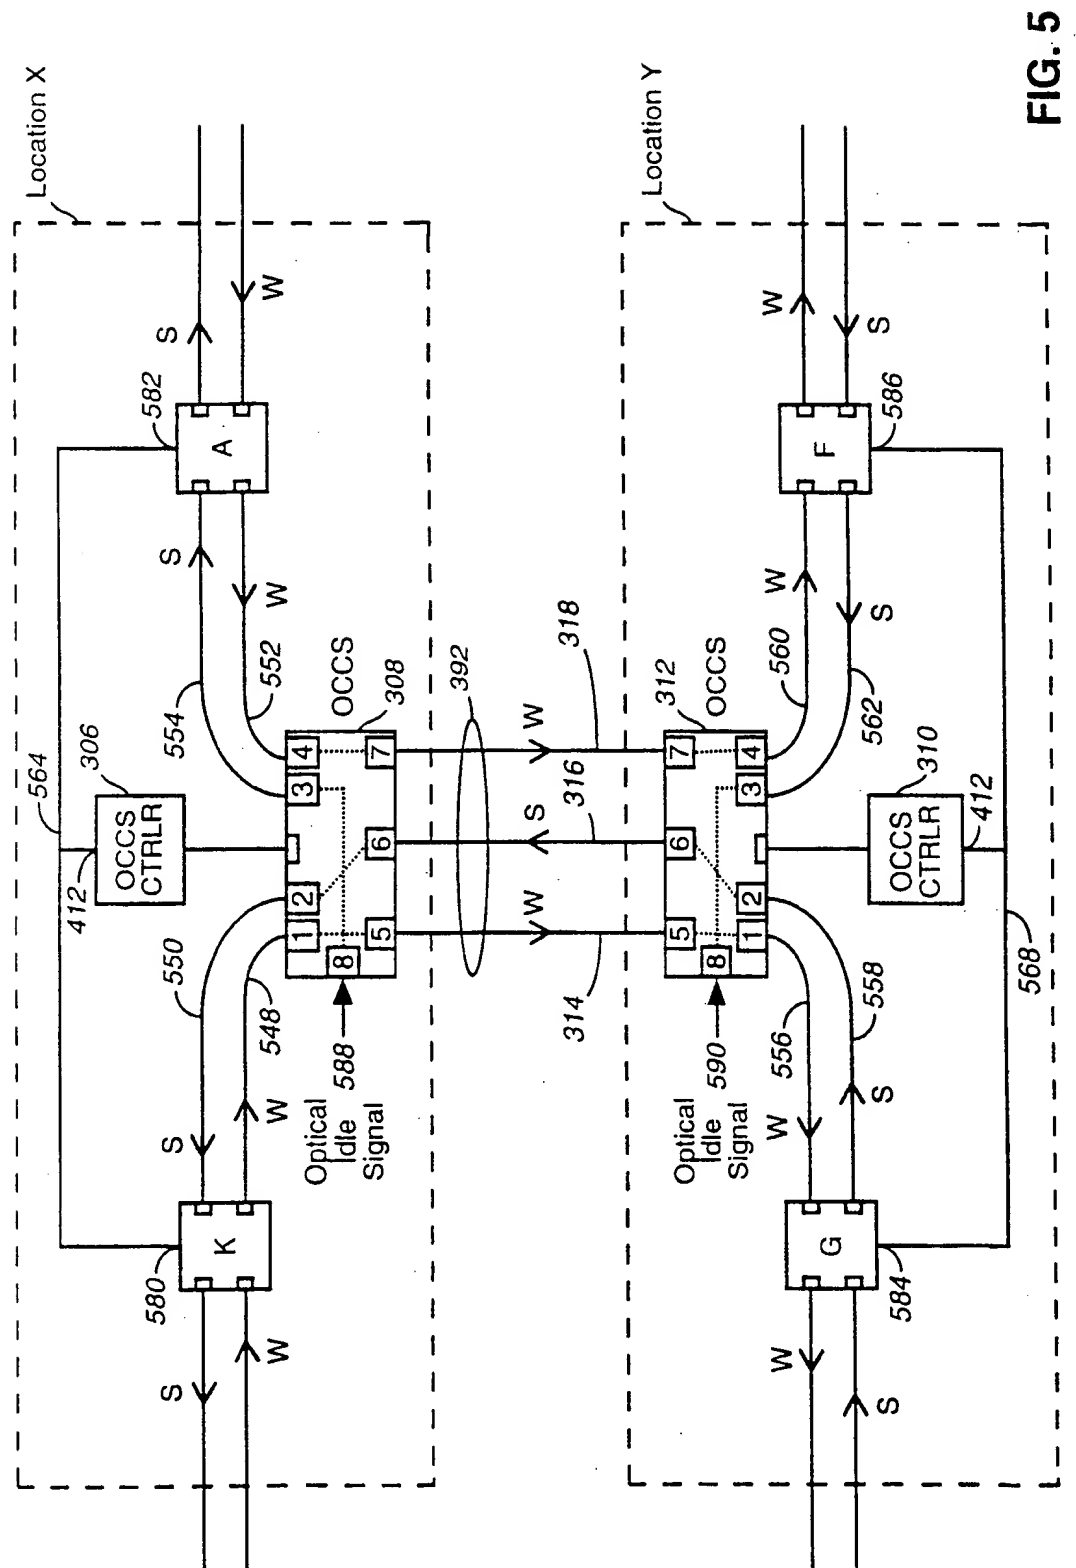 Location X
S
W
A
582
S
W
564
306
OCCS
CTRLR
412
554
552
OCCS
308
4
3
7
2
1
6
5
8
550
548
588
Optical
Idle
Signal
S
W
K
580
S
W
392
W
318
S
316
W
314
Location Y
W
S
F
586
W
S
560
562
OCCS
312
7
4
3
6
2
5
1
8
310
OCCS
CTRLR
412
568
590
Optical
Idle
Signal
556
558
W
S
G
584
W
S
FIG. 5